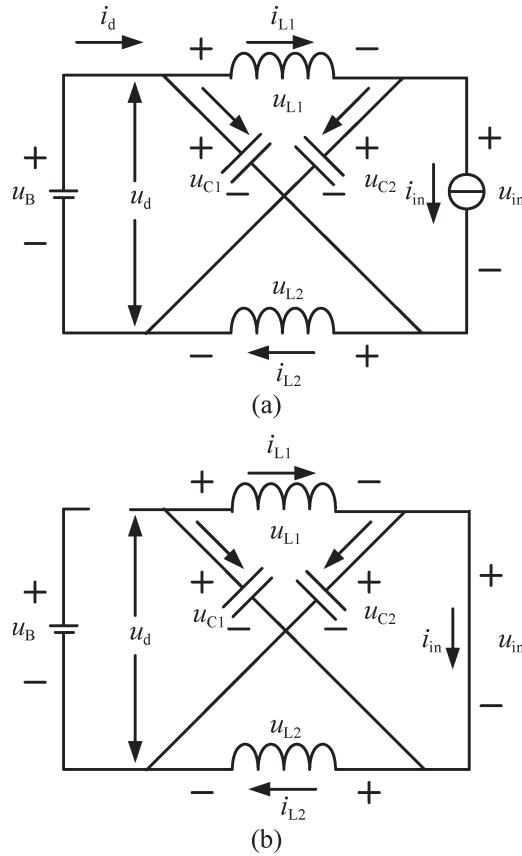 i_d + i_L1 −
u_L1
+ + + +
u_B u_d u_C1 u_C2 i_in u_in
− − − −
u_L2
− i_L2 +
(a)
i_L1
+ −
u_L1
+ + + +
u_B u_d u_C1 u_C2 i_in u_in
− − − −
u_L2
− i_L2 +
(b)